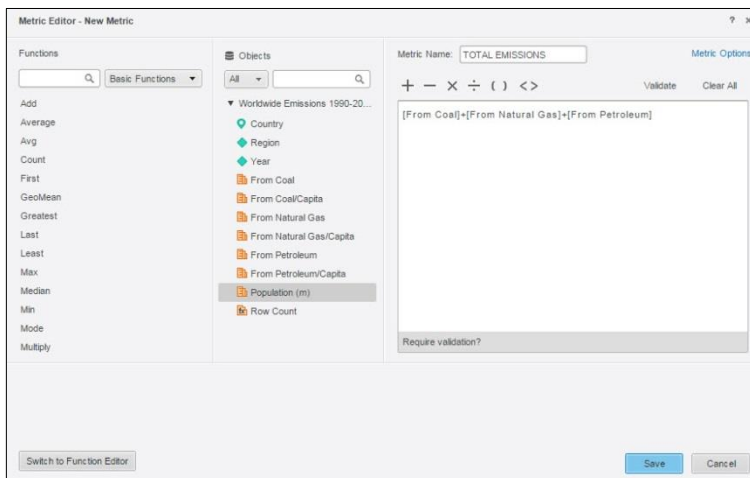 Metric Editor - New Metric
?
Functions
Basic Functions
Add
Average
Avg
Count
First
GeoMean
Greatest
Last
Least
Max
Median
Min
Mode
Multiply
Objects
All
Worldwide Emissions 1990-20...
Country
Region
Year
From Coal
From Coal/Capita
From Natural Gas
From Natural Gas/Capita
From Petroleum
From Petroleum/Capita
Population (m)
fx Row Count
Metric Name: TOTAL EMISSIONS
Metric Options
+ − × ÷ ( ) <>
Validate
Clear All
[From Coal]+[From Natural Gas]+[From Petroleum]
Require validation?
Switch to Function Editor
Save
Cancel